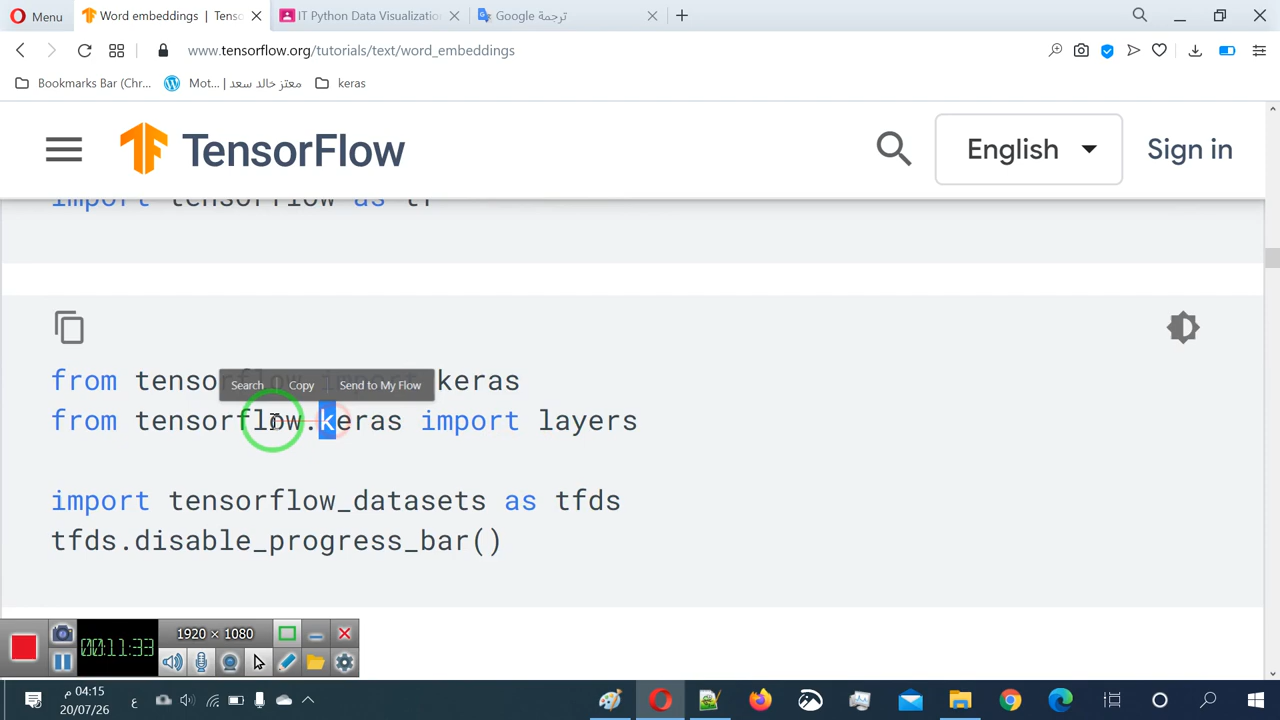 Menu
Word embeddings | Tenso
IT Python Data Visualization
ترجمة Google
www.tensorflow.org/tutorials/text/word_embeddings
Bookmarks Bar (Chr...
Mot... | معتز خالد سعد
keras
TensorFlow
English
Sign in
import tensorflow as tf
from tensorflow import keras
Search
Copy
Send to My Flow
from tensorflow.keras import layers
import tensorflow_datasets as tfds
tfds.disable_progress_bar()
00:11:33
1920 × 1080
04:15 م
20/07/26
ع